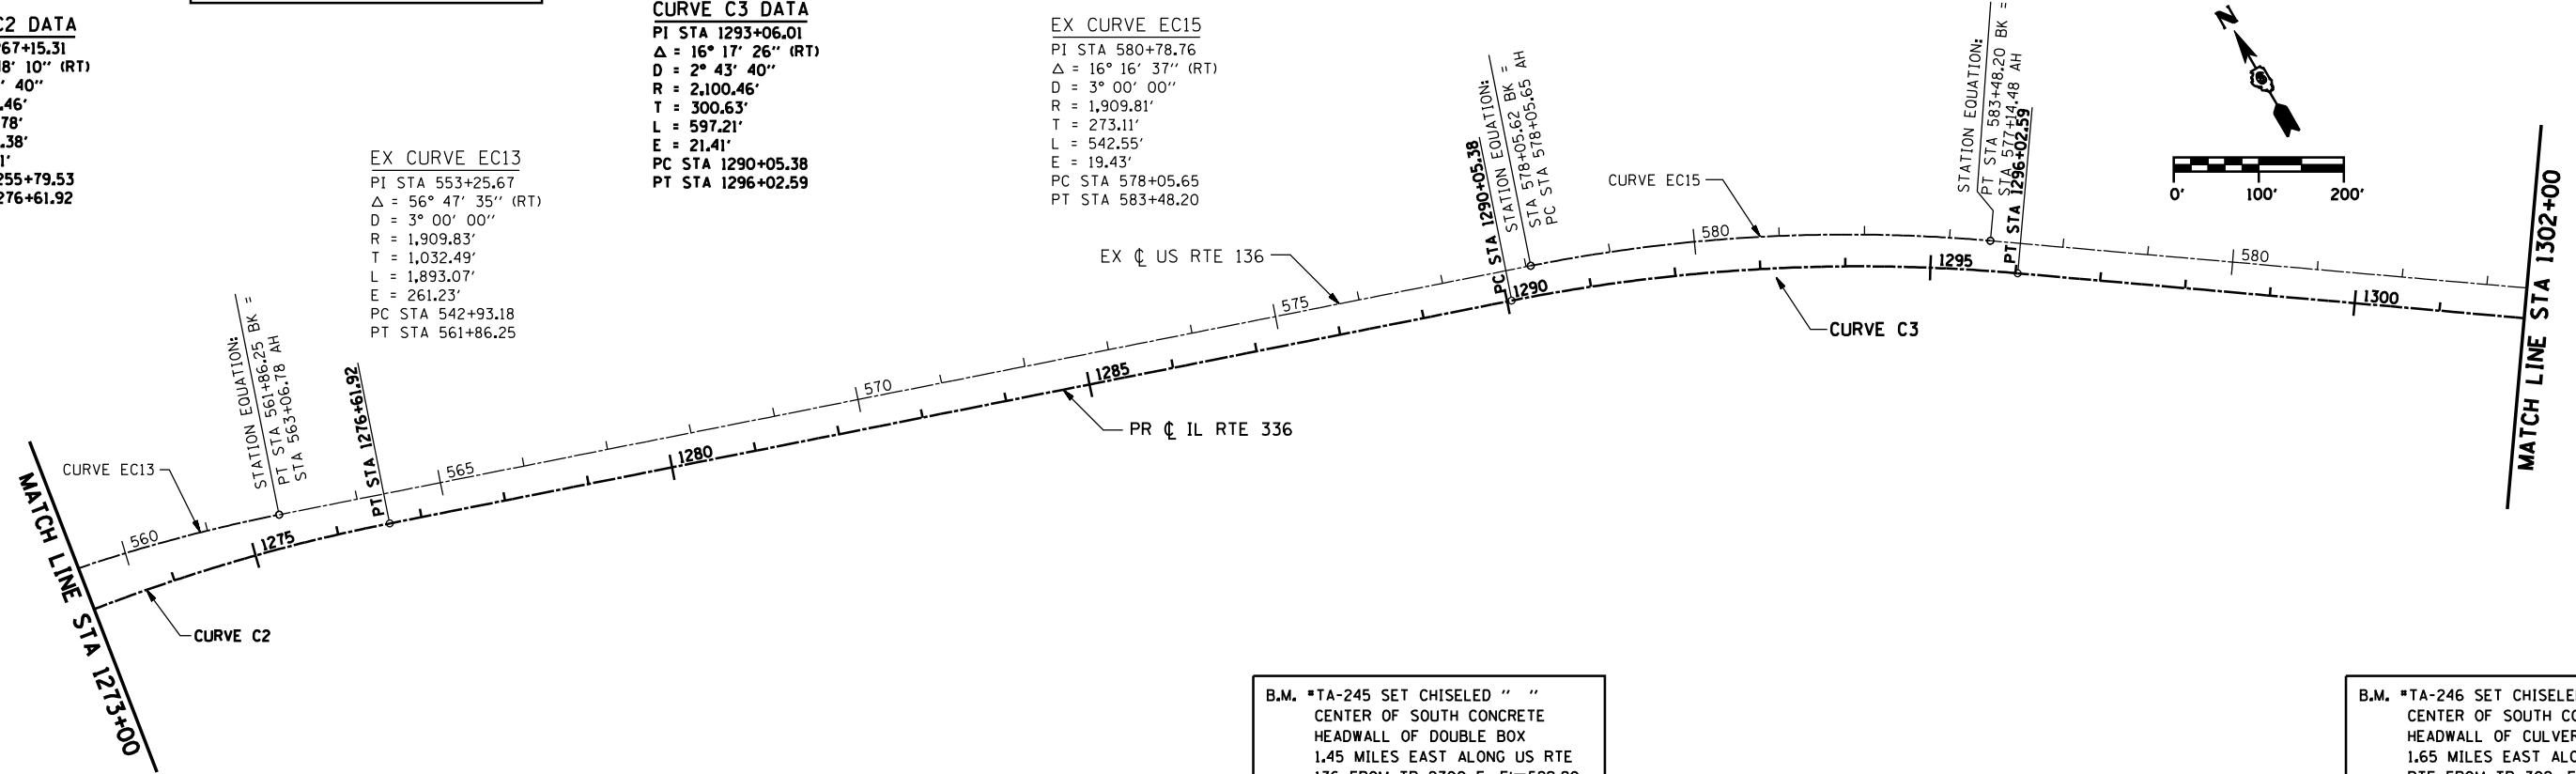 C2 DATA
67+15.31
8' 10" (RT)
' 40"
.46'
78'
.38'
1'
255+79.53
276+61.92
EX CURVE EC13
PI STA 553+25.67
Δ = 56° 47' 35" (RT)
D = 3° 00' 00"
R = 1,909.83'
T = 1,032.49'
L = 1,893.07'
E = 261.23'
PC STA 542+93.18
PT STA 561+86.25
CURVE C3 DATA
PI STA 1293+06.01
Δ = 16° 17' 26" (RT)
D = 2° 43' 40"
R = 2,100.46'
T = 300.63'
L = 597.21'
E = 21.41'
PC STA 1290+05.38
PT STA 1296+02.59
EX CURVE EC15
PI STA 580+78.76
Δ = 16° 16' 37" (RT)
D = 3° 00' 00"
R = 1,909.81'
T = 273.11'
L = 542.55'
E = 19.43'
PC STA 578+05.65
PT STA 583+48.20
N
0' 100' 200'
MATCH LINE STA 1273+00
CURVE EC13
CURVE C2
STATION EQUATION:
PT STA 561+86.25 BK =
STA 563+06.78 AH
PT STA 1276+61.92
560
565
570
575
580
580
1275
1280
1285
1290
1295
1300
EX ℄ US RTE 136
PR ℄ IL RTE 336
PC STA 1290+05.38
STATION EQUATION:
STA 578+05.62 BK =
PC STA 578+05.65 AH
CURVE EC15
CURVE C3
STATION EQUATION:
PT STA 583+48.20 BK =
STA 577+14.48 AH
PT STA 1296+02.59
MATCH LINE STA 1302+00
B.M. #TA-245 SET CHISELED " "
CENTER OF SOUTH CONCRETE
HEADWALL OF DOUBLE BOX
1.45 MILES EAST ALONG US RTE
B.M. #TA-246 SET CHISELE
CENTER OF SOUTH CO
HEADWALL OF CULVER
1.65 MILES EAST ALO